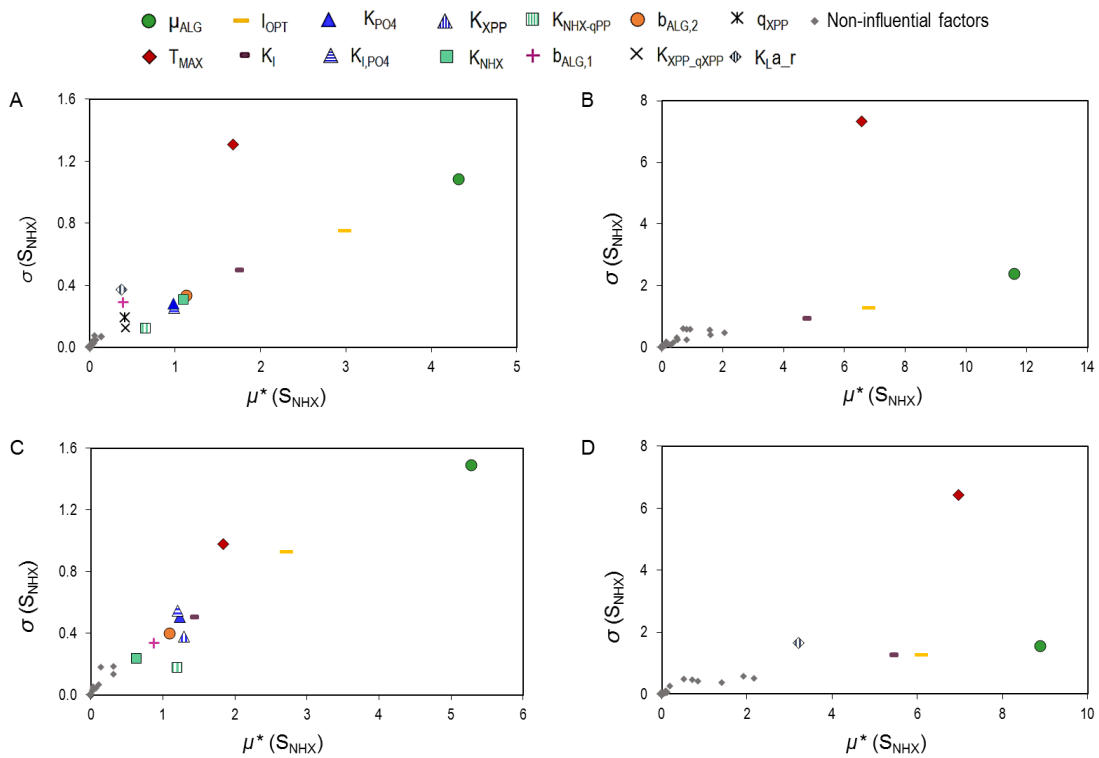 μALG IOPT KPO4 KXPP KNHX-qPP bALG,2 qXPP Non-influential factors
TMAX KI KI,PO4 KNHX bALG,1 KXPP_qXPP KLa_r
A
1.6
1.2
0.8
0.4
0.0
0 1 2 3 4 5
σ (SNHX)
μ* (SNHX)
B
8
6
4
2
0
0 2 4 6 8 10 12 14
σ (SNHX)
μ* (SNHX)
C
1.6
1.2
0.8
0.4
0.0
0 1 2 3 4 5 6
σ (SNHX)
μ* (SNHX)
D
8
6
4
2
0
0 2 4 6 8 10
σ (SNHX)
μ* (SNHX)